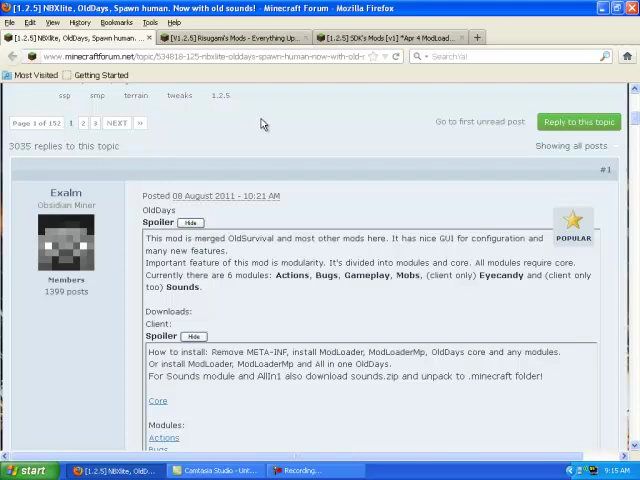 [1.2.5] NBXlite, OldDays, Spawn human. Now with old sounds! - Minecraft Forum - Mozilla Firefox
File Edit View History Bookmarks Tools Help
[1.2.5] NBXlite, OldDays, Spawn human. ... [V1.2.5] Risugami's Mods - Everything Up... [1.2.5] SDK's Mods [v1] *Apr 4 ModLoad...
www.minecraftforum.net/topic/534818-125-nbxlite-olddays-spawn-human-now-with-old-s
Most Visited Getting Started
ssp smp terrain tweaks 1.2.5
Page 1 of 152 1 2 3 NEXT » Go to first unread post Reply to this topic
3035 replies to this topic Showing all posts
#1
Exalm
Obsidian Miner
Members
1399 posts
Posted 08 August 2011 - 10:21 AM
OldDays
Spoiler Hide
POPULAR
This mod is merged OldSurvival and most other mods here. It has nice GUI for configuration and
many new features.
Important feature of this mod is modularity. It's divided into modules and core. All modules require core.
Currently there are 6 modules: Actions, Bugs, Gameplay, Mobs, (client only) Eyecandy and (client only
too) Sounds.
Downloads:
Client:
Spoiler Hide
How to install: Remove META-INF, install ModLoader, ModLoaderMp, OldDays core and any modules.
Or install ModLoader, ModLoaderMp and All in one OldDays.
For Sounds module and AllIn1 also download sounds.zip and unpack to .minecraft folder!
Core
Modules:
Actions
Bugs
start [1.2.5] NBXlite, OldD... Camtasia Studio - Unt... Recording... 9:15 AM